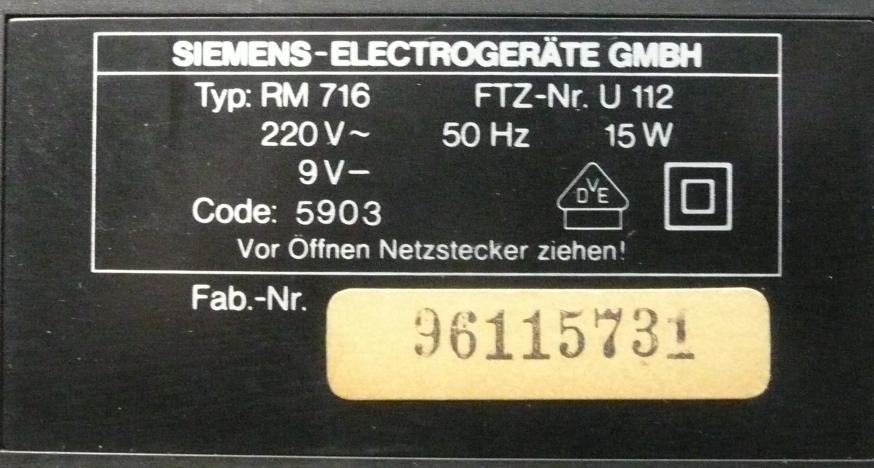 SIEMENS-ELECTROGERÄTE GMBH
Typ: RM 716 FTZ-Nr. U 112
220 V~ 50 Hz 15 W
9 V–
DVE
Code: 5903
Vor Öffnen Netzstecker ziehen!
Fab.-Nr. 96115731